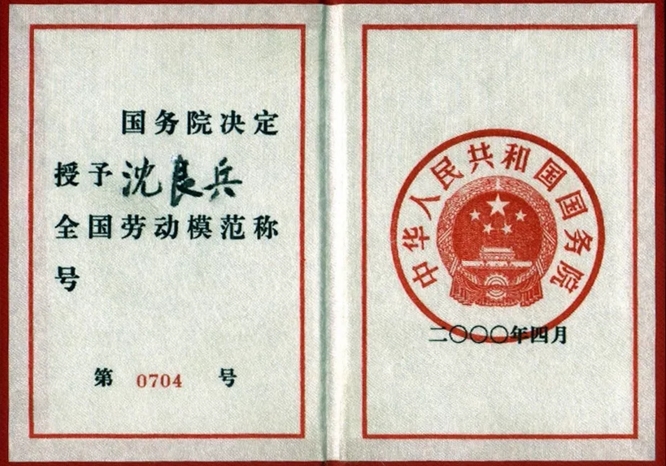 国务院决定
授予沈良兵
全国劳动模范称
号
第 0704 号
中华人民共和国国务院
二〇〇〇年四月